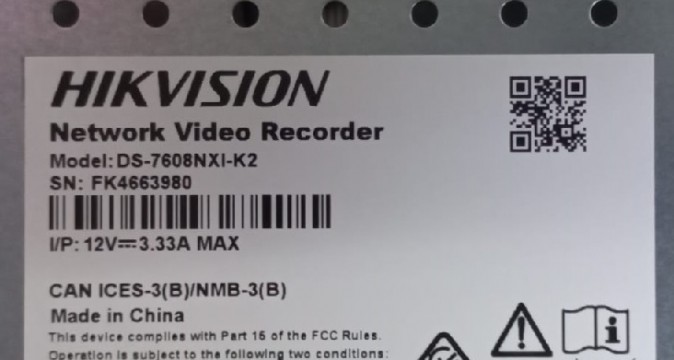 HIKVISION
Network Video Recorder
Model: DS-7608NXI-K2
SN: FK4663980
I/P: 12V⎓3.33A MAX
CAN ICES-3(B)/NMB-3(B)
Made in China
This device complies with Part 15 of the FCC Rules.
Operation is subject to the following two conditions: